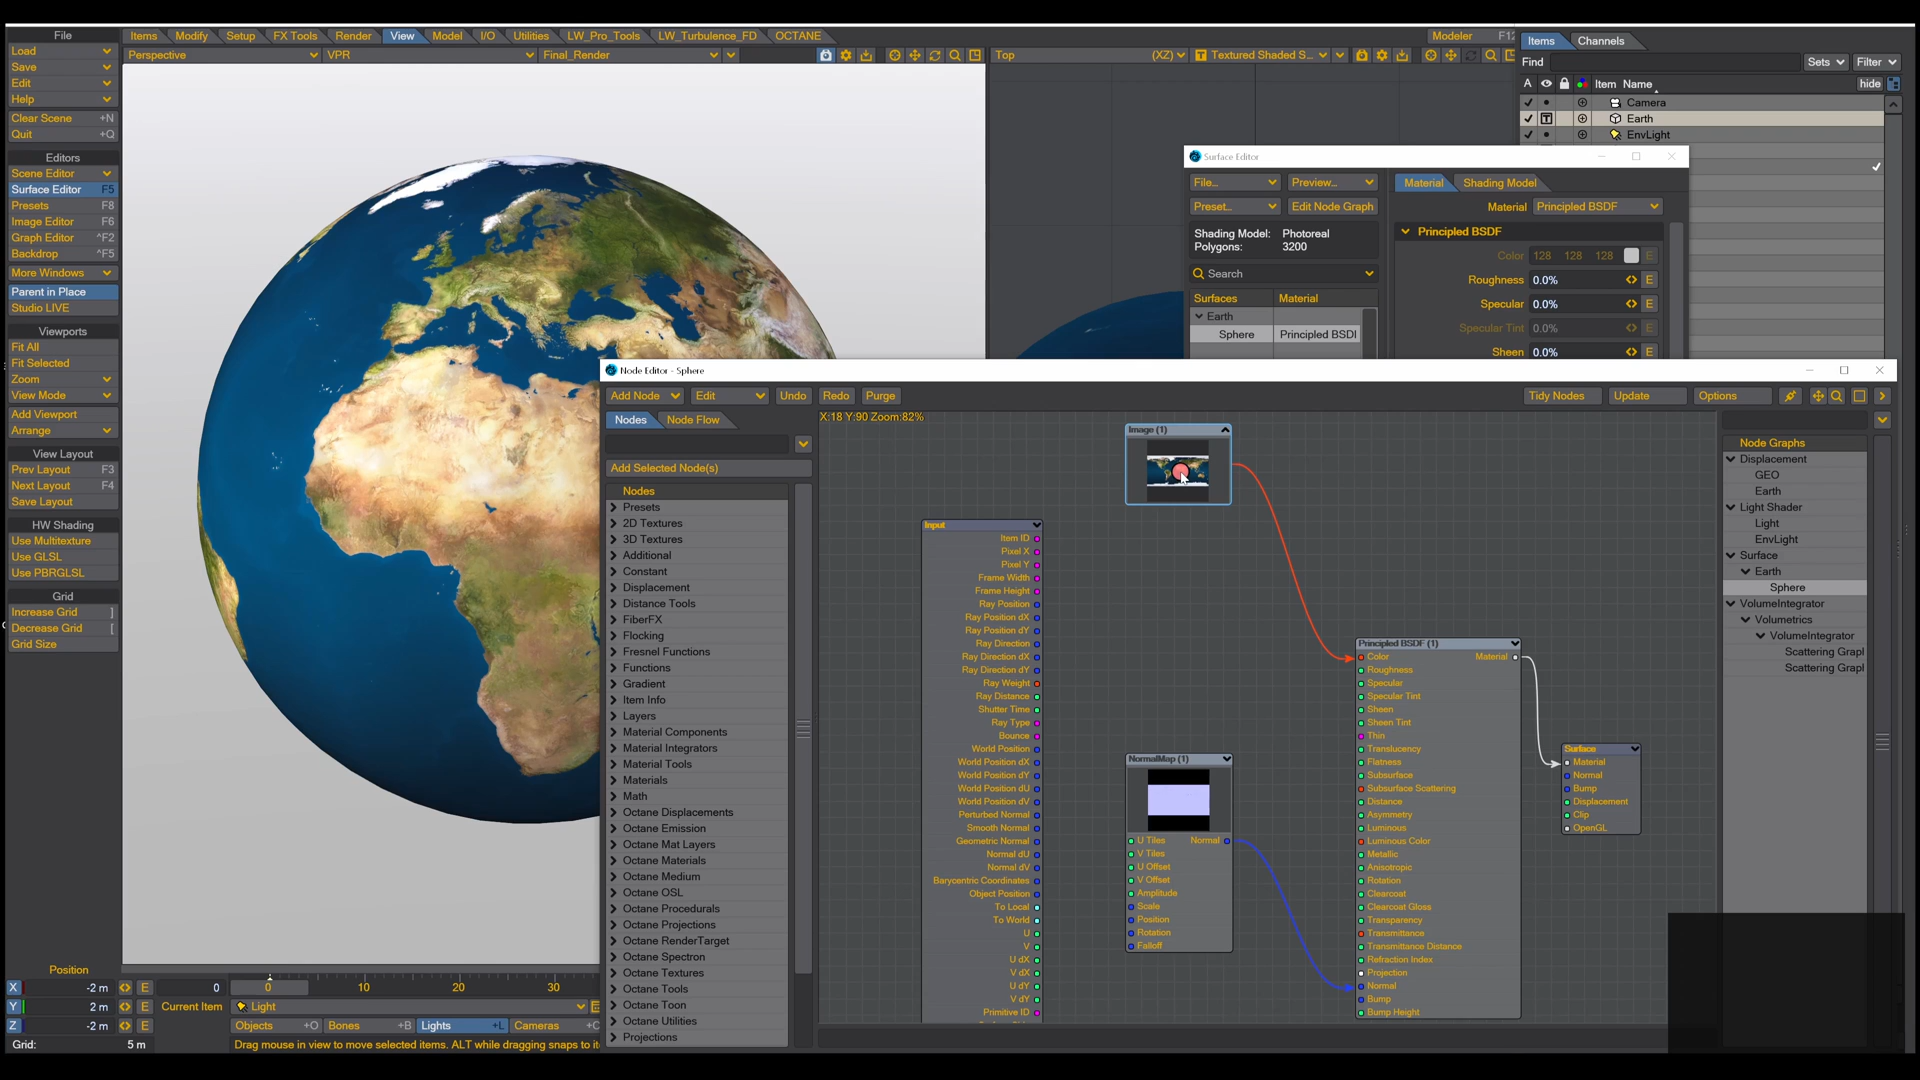 File
Load
Save
Edit
Help
Clear Scene +N
Quit +Q
Editors
Scene Editor
Surface Editor F5
Presets F8
Image Editor F6
Graph Editor ^F2
Backdrop ^F5
More Windows
Parent in Place
Studio LIVE
Viewports
Fit All
Fit Selected
Zoom
View Mode
Add Viewport
Arrange
View Layout
Prev Layout F3
Next Layout F4
Save Layout
HW Shading
Use Multitexture
Use GLSL
Use PBRGLSL
Grid
Increase Grid ]
Decrease Grid [
Grid Size
Items Modify Setup FX Tools Render View Model I/O Utilities LW_Pro_Tools LW_Turbulence_FD OCTANE
Modeler F12
Perspective VPR Final_Render
Top (XZ) Textured Shaded S...
Items Channels
Find Sets Filter
A Item Name hide
Camera
Earth
EnvLight
Surface Editor
File... Preview...
Preset... Edit Node Graph
Shading Model: Photoreal
Polygons: 3200
Search
Surfaces Material
Earth
Sphere Principled BSDI
Material Shading Model
Material Principled BSDF
Principled BSDF
Color 128 128 128 E
Roughness 0.0% E
Specular 0.0% E
Specular Tint 0.0% E
Sheen 0.0% E
Node Editor - Sphere
Add Node Edit Undo Redo Purge Tidy Nodes Update Options
Nodes Node Flow
X:18 Y:90 Zoom:82%
Add Selected Node(s)
Nodes
Presets
2D Textures
3D Textures
Additional
Constant
Displacement
Distance Tools
FiberFX
Flocking
Fresnel Functions
Functions
Gradient
Item Info
Layers
Material Components
Material Integrators
Material Tools
Materials
Math
Octane Displacements
Octane Emission
Octane Mat Layers
Octane Materials
Octane Medium
Octane OSL
Octane Procedurals
Octane Projections
Octane RenderTarget
Octane Spectron
Octane Textures
Octane Tools
Octane Toon
Octane Utilities
Projections
Image (1)
Input
Item ID
Pixel X
Pixel Y
Frame Width
Frame Height
Ray Position
Ray Position dX
Ray Position dY
Ray Direction
Ray Direction dX
Ray Direction dY
Ray Weight
Ray Distance
Shutter Time
Ray Type
Bounce
World Position
World Position dX
World Position dY
World Position dU
World Position dV
Perturbed Normal
Smooth Normal
Geometric Normal
Normal dU
Normal dV
Barycentric Coordinates
Object Position
To Local
To World
U
V
U dX
V dX
U dY
V dY
Primitive ID
NormalMap (1)
U Tiles Normal
V Tiles
U Offset
V Offset
Amplitude
Scale
Position
Rotation
Falloff
Principled BSDF (1)
Color Material
Roughness
Specular
Specular Tint
Sheen
Sheen Tint
Thin
Translucency
Flatness
Subsurface
Subsurface Scattering
Distance
Asymmetry
Luminous
Luminous Color
Metallic
Anisotropic
Rotation
Clearcoat
Clearcoat Gloss
Transparency
Transmittance
Transmittance Distance
Refraction Index
Projection
Normal
Bump
Bump Height
Surface
Material
Normal
Bump
Displacement
Clip
OpenGL
Node Graphs
Displacement
GEO
Earth
Light Shader
Light
EnvLight
Surface
Earth
Sphere
VolumeIntegrator
Volumetrics
VolumeIntegrator
Scattering Grapl
Scattering Grapl
Position
X -2 m E
Y 2 m E
Z -2 m E
Grid: 5 m
0 0 10 20 30
Current Item Light
Objects +O Bones +B Lights +L Cameras +C
Drag mouse in view to move selected items. ALT while dragging snaps to it